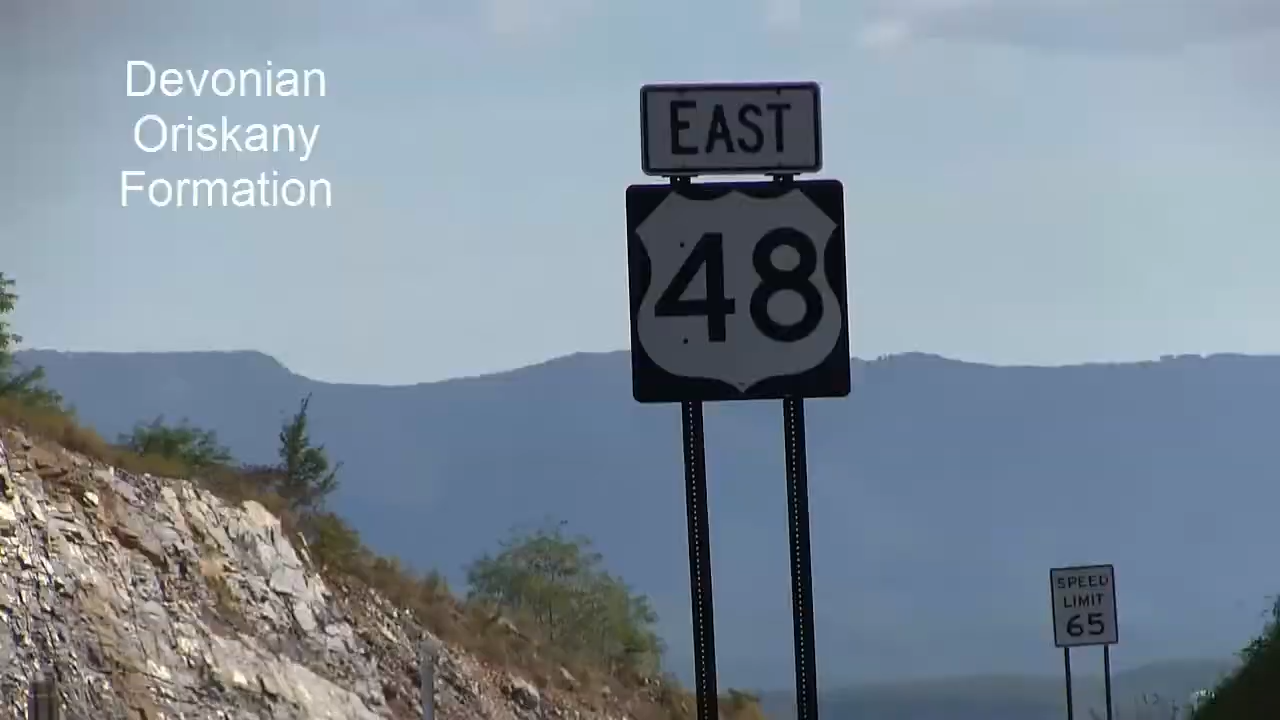 Devonian
Oriskany
Formation
EAST
48
SPEED
LIMIT
65